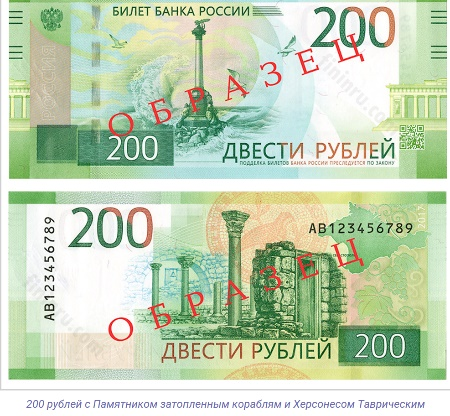 БИЛЕТ БАНКА РОССИИ
200
ОБРАЗЕЦ
200
ДВЕСТИ РУБЛЕЙ
ПОДДЕЛКА БИЛЕТОВ БАНКА РОССИИ ПРЕСЛЕДУЕТСЯ ПО ЗАКОНУ
200
АВ123456789
АВ123456789
ОБРАЗЕЦ
ДВЕСТИ РУБЛЕЙ
200
200 рублей с Памятником затопленным кораблям и Херсонесом Таврическим